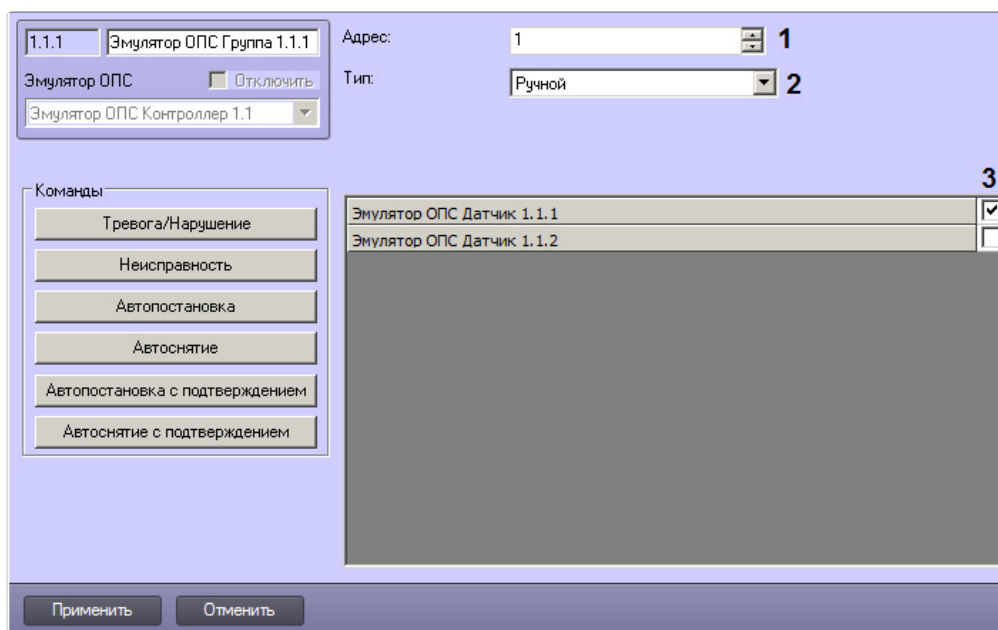 1.1.1 Эмулятор ОПС Группа 1.1.1
Эмулятор ОПС Отключить
Эмулятор ОПС Контроллер 1.1
Адрес: 1 1
Тип: Ручной 2
Команды
Тревога/Нарушение
Неисправность
Автопостановка
Автоснятие
Автопостановка с подтверждением
Автоснятие с подтверждением
3
Эмулятор ОПС Датчик 1.1.1
Эмулятор ОПС Датчик 1.1.2
Применить Отменить